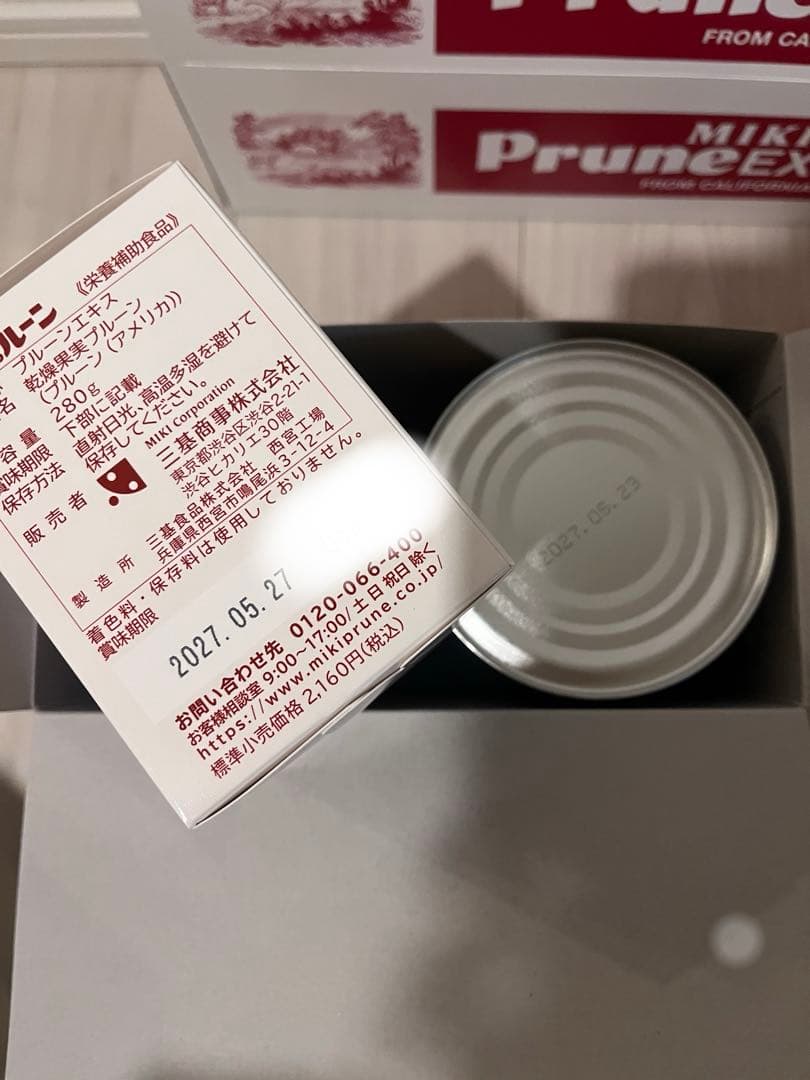 FROM CA
MIKI
PruneEX
FROM CALIFORNIA
《栄養補助食品》
ルーン
プルーンエキス
名 乾燥果実プルーン
(プルーン (アメリカ))
容量 280g
賞味期限 下部に記載
保存方法 直射日光、高温多湿を避けて
保存してください。
販売者 MIKI Corporation
三基商事株式会社
東京都渋谷区渋谷2-21-1
渋谷ヒカリエ30階
製造所 三基食品株式会社 西宮工場
兵庫県西宮市鳴尾浜3-12-4
着色料・保存料は使用しておりません。
賞味期限
2027.05.27
お問い合わせ先 0120-066-400
お客様相談室 9:00~17:00/土 日 祝日 除く
https://www.mikiprune.co.jp/
標準小売価格 2,160円(税込)
2027.05.23